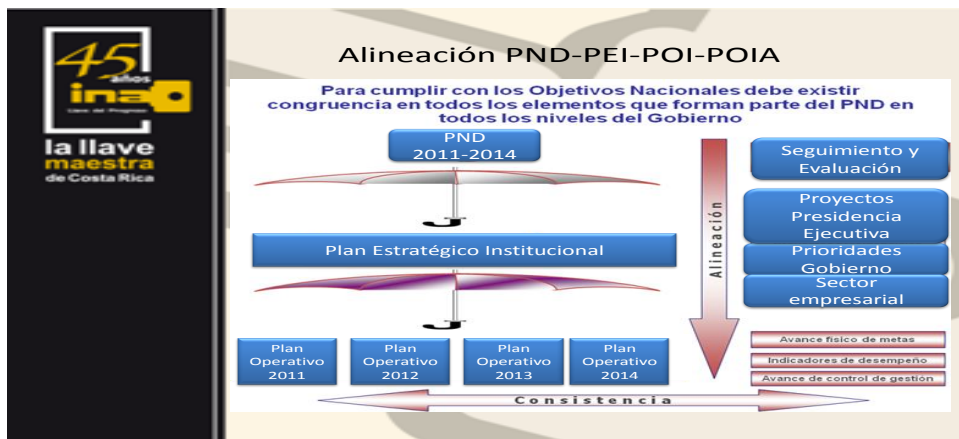 45
años
ina
Llave del Progreso
la llave
maestra
de Costa Rica
Alineación PND-PEI-POI-POIA
Para cumplir con los Objetivos Nacionales debe existir
congruencia en todos los elementos que forman parte del PND en
todos los niveles del Gobierno
PND
2011-2014
Plan Estratégico Institucional
Plan
Operativo
2011
Plan
Operativo
2012
Plan
Operativo
2013
Plan
Operativo
2014
Alineación
Seguimiento y
Evaluación
Proyectos
Presidencia
Ejecutiva
Prioridades
Gobierno
Sector
empresarial
Avance físico de metas
Indicadores de desempeño
Avance de control de gestión
Consistencia